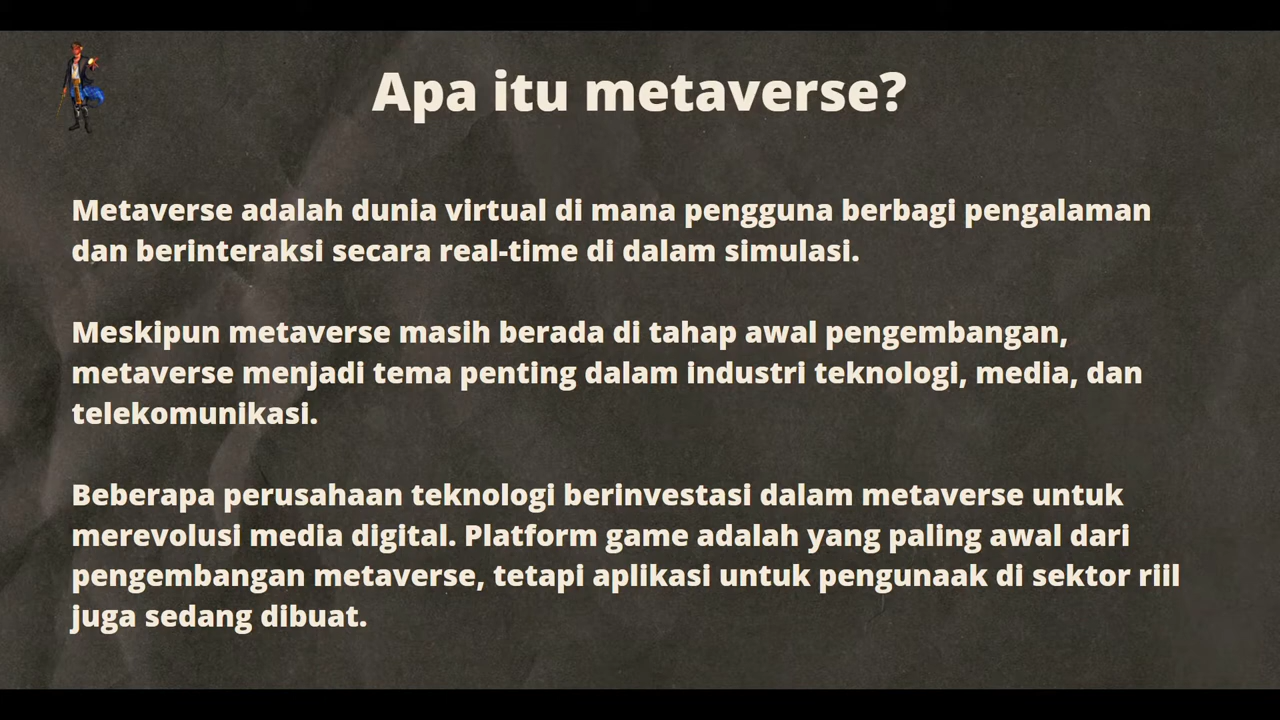 Apa itu metaverse?
Metaverse adalah dunia virtual di mana pengguna berbagi pengalaman
dan berinteraksi secara real-time di dalam simulasi.
Meskipun metaverse masih berada di tahap awal pengembangan,
metaverse menjadi tema penting dalam industri teknologi, media, dan
telekomunikasi.
Beberapa perusahaan teknologi berinvestasi dalam metaverse untuk
merevolusi media digital. Platform game adalah yang paling awal dari
pengembangan metaverse, tetapi aplikasi untuk pengunaak di sektor riil
juga sedang dibuat.